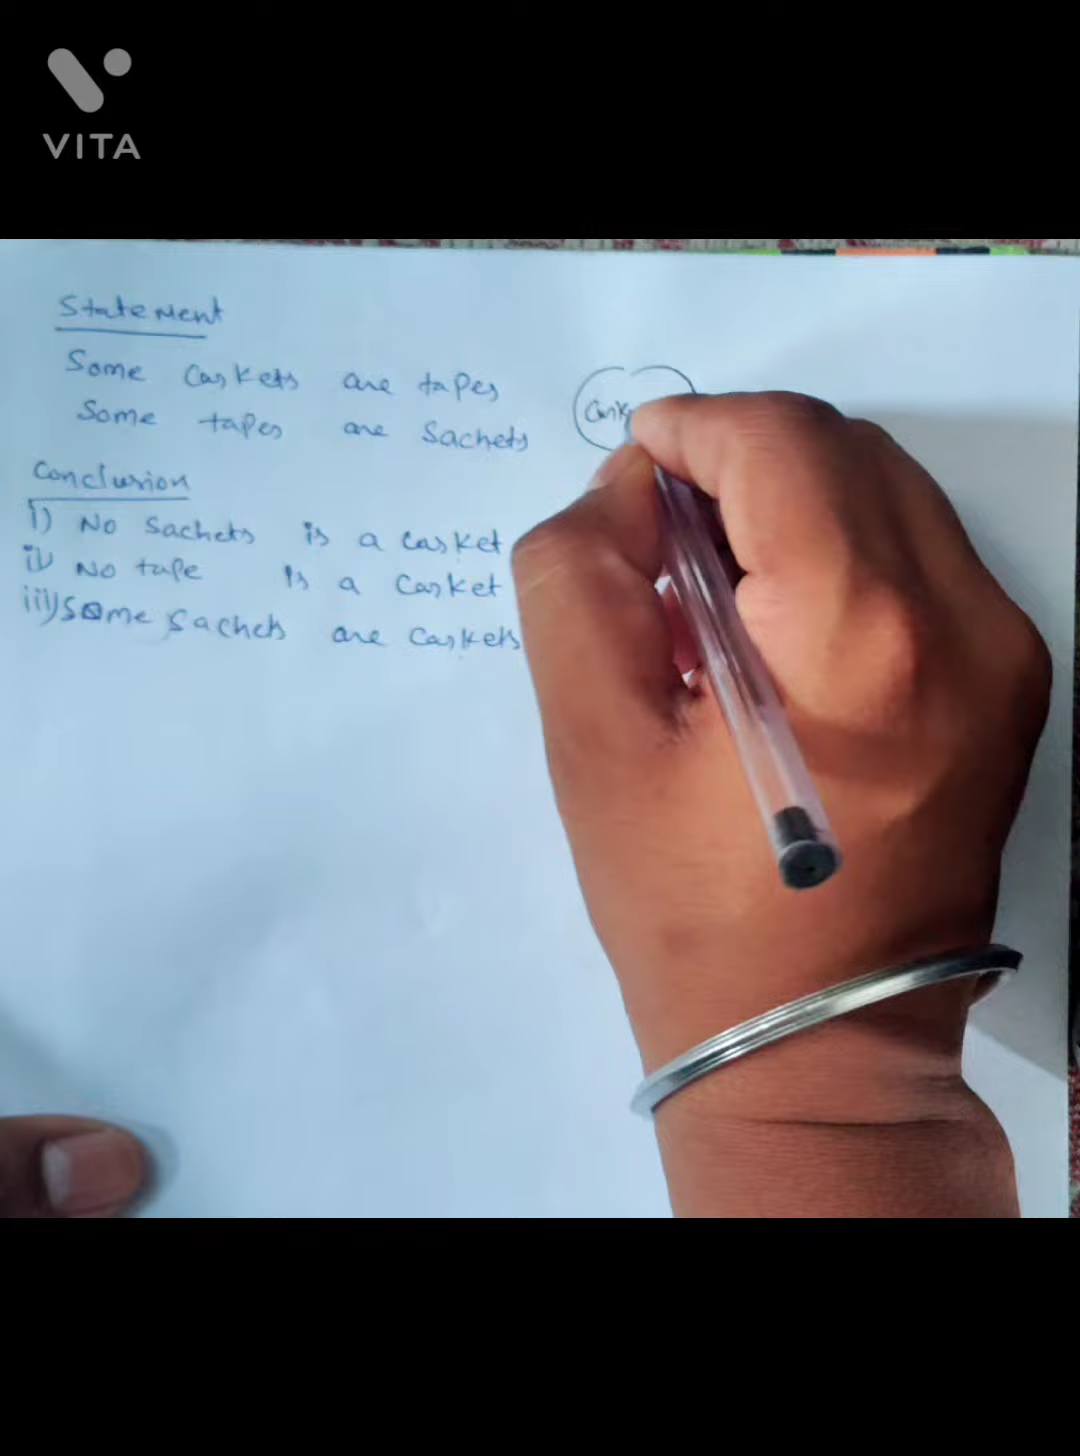 VITA
Statement
Some caskets are tapes
Some tapes are Sachets
Conclusion
i) No Sachets is a casket
ii) No tape is a casket
iii) Some Sachets are caskets
Cask